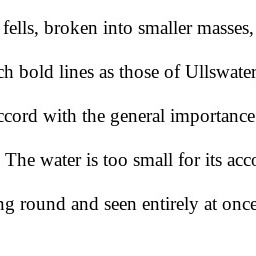 fells, broken into smaller masses,
ch bold lines as those of Ullswater
ccord with the general importance
The water is too small for its acco
ng round and seen entirely at once